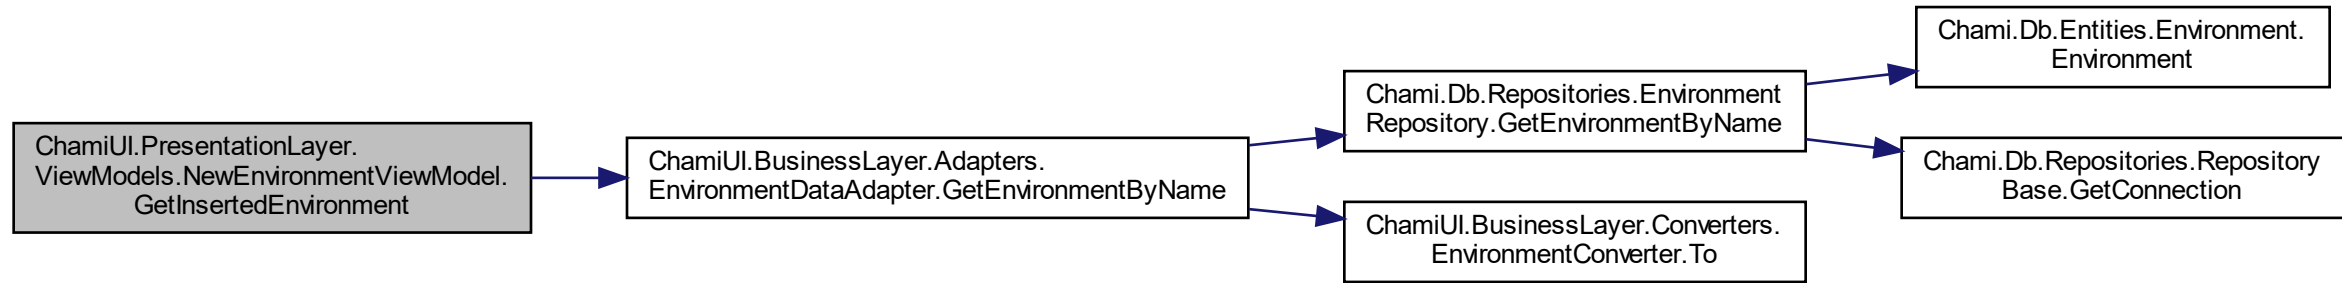 ChamiUI.PresentationLayer.
ViewModels.NewEnvironmentViewModel.
GetInsertedEnvironment
ChamiUI.BusinessLayer.Adapters.
EnvironmentDataAdapter.GetEnvironmentByName
Chami.Db.Repositories.Environment
Repository.GetEnvironmentByName
Chami.Db.Entities.Environment.
Environment
Chami.Db.Repositories.Repository
Base.GetConnection
ChamiUI.BusinessLayer.Converters.
EnvironmentConverter.To